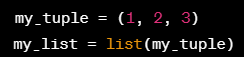 my_tuple = (1, 2, 3)
my_list = list(my_tuple)